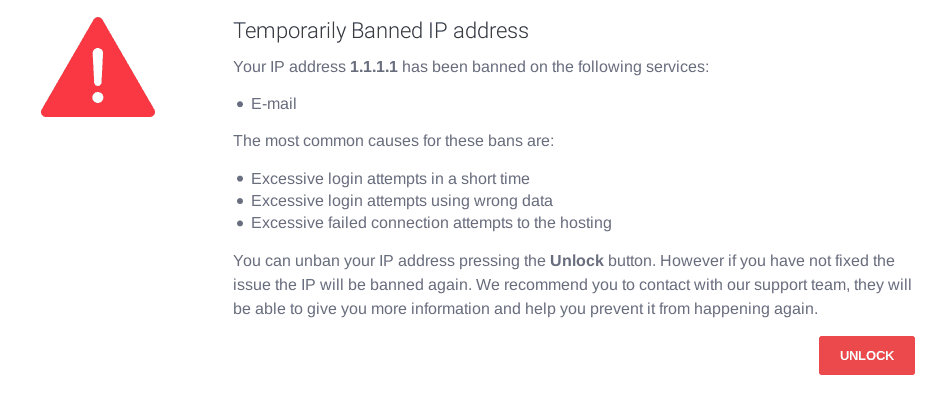 Temporarily Banned IP address
Your IP address 1.1.1.1 has been banned on the following services:
E-mail
The most common causes for these bans are:
Excessive login attempts in a short time
Excessive login attempts using wrong data
Excessive failed connection attempts to the hosting
You can unban your IP address pressing the Unlock button. However if you have not fixed the
issue the IP will be banned again. We recommend you to contact with our support team, they will
be able to give you more information and help you prevent it from happening again.
UNLOCK